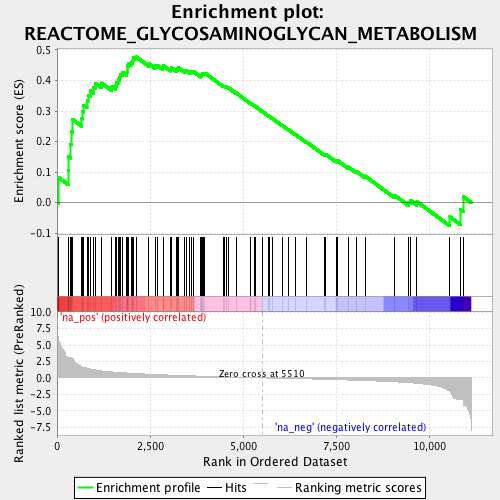 Enrichment plot:
REACTOME_GLYCOSAMINOGLYCAN_METABOLISM
Enrichment score (ES)
0.5
0.4
0.3
0.2
0.1
0.0
-0.1
Ranked list metric (PreRanked)
10.0
7.5
5.0
2.5
0.0
-2.5
-5.0
-7.5
'na_pos' (positively correlated)
Zero cross at 5510
'na_neg' (negatively correlated)
0
2,500
5,000
7,500
10,000
Rank in Ordered Dataset
Enrichment profile
Hits
Ranking metric scores